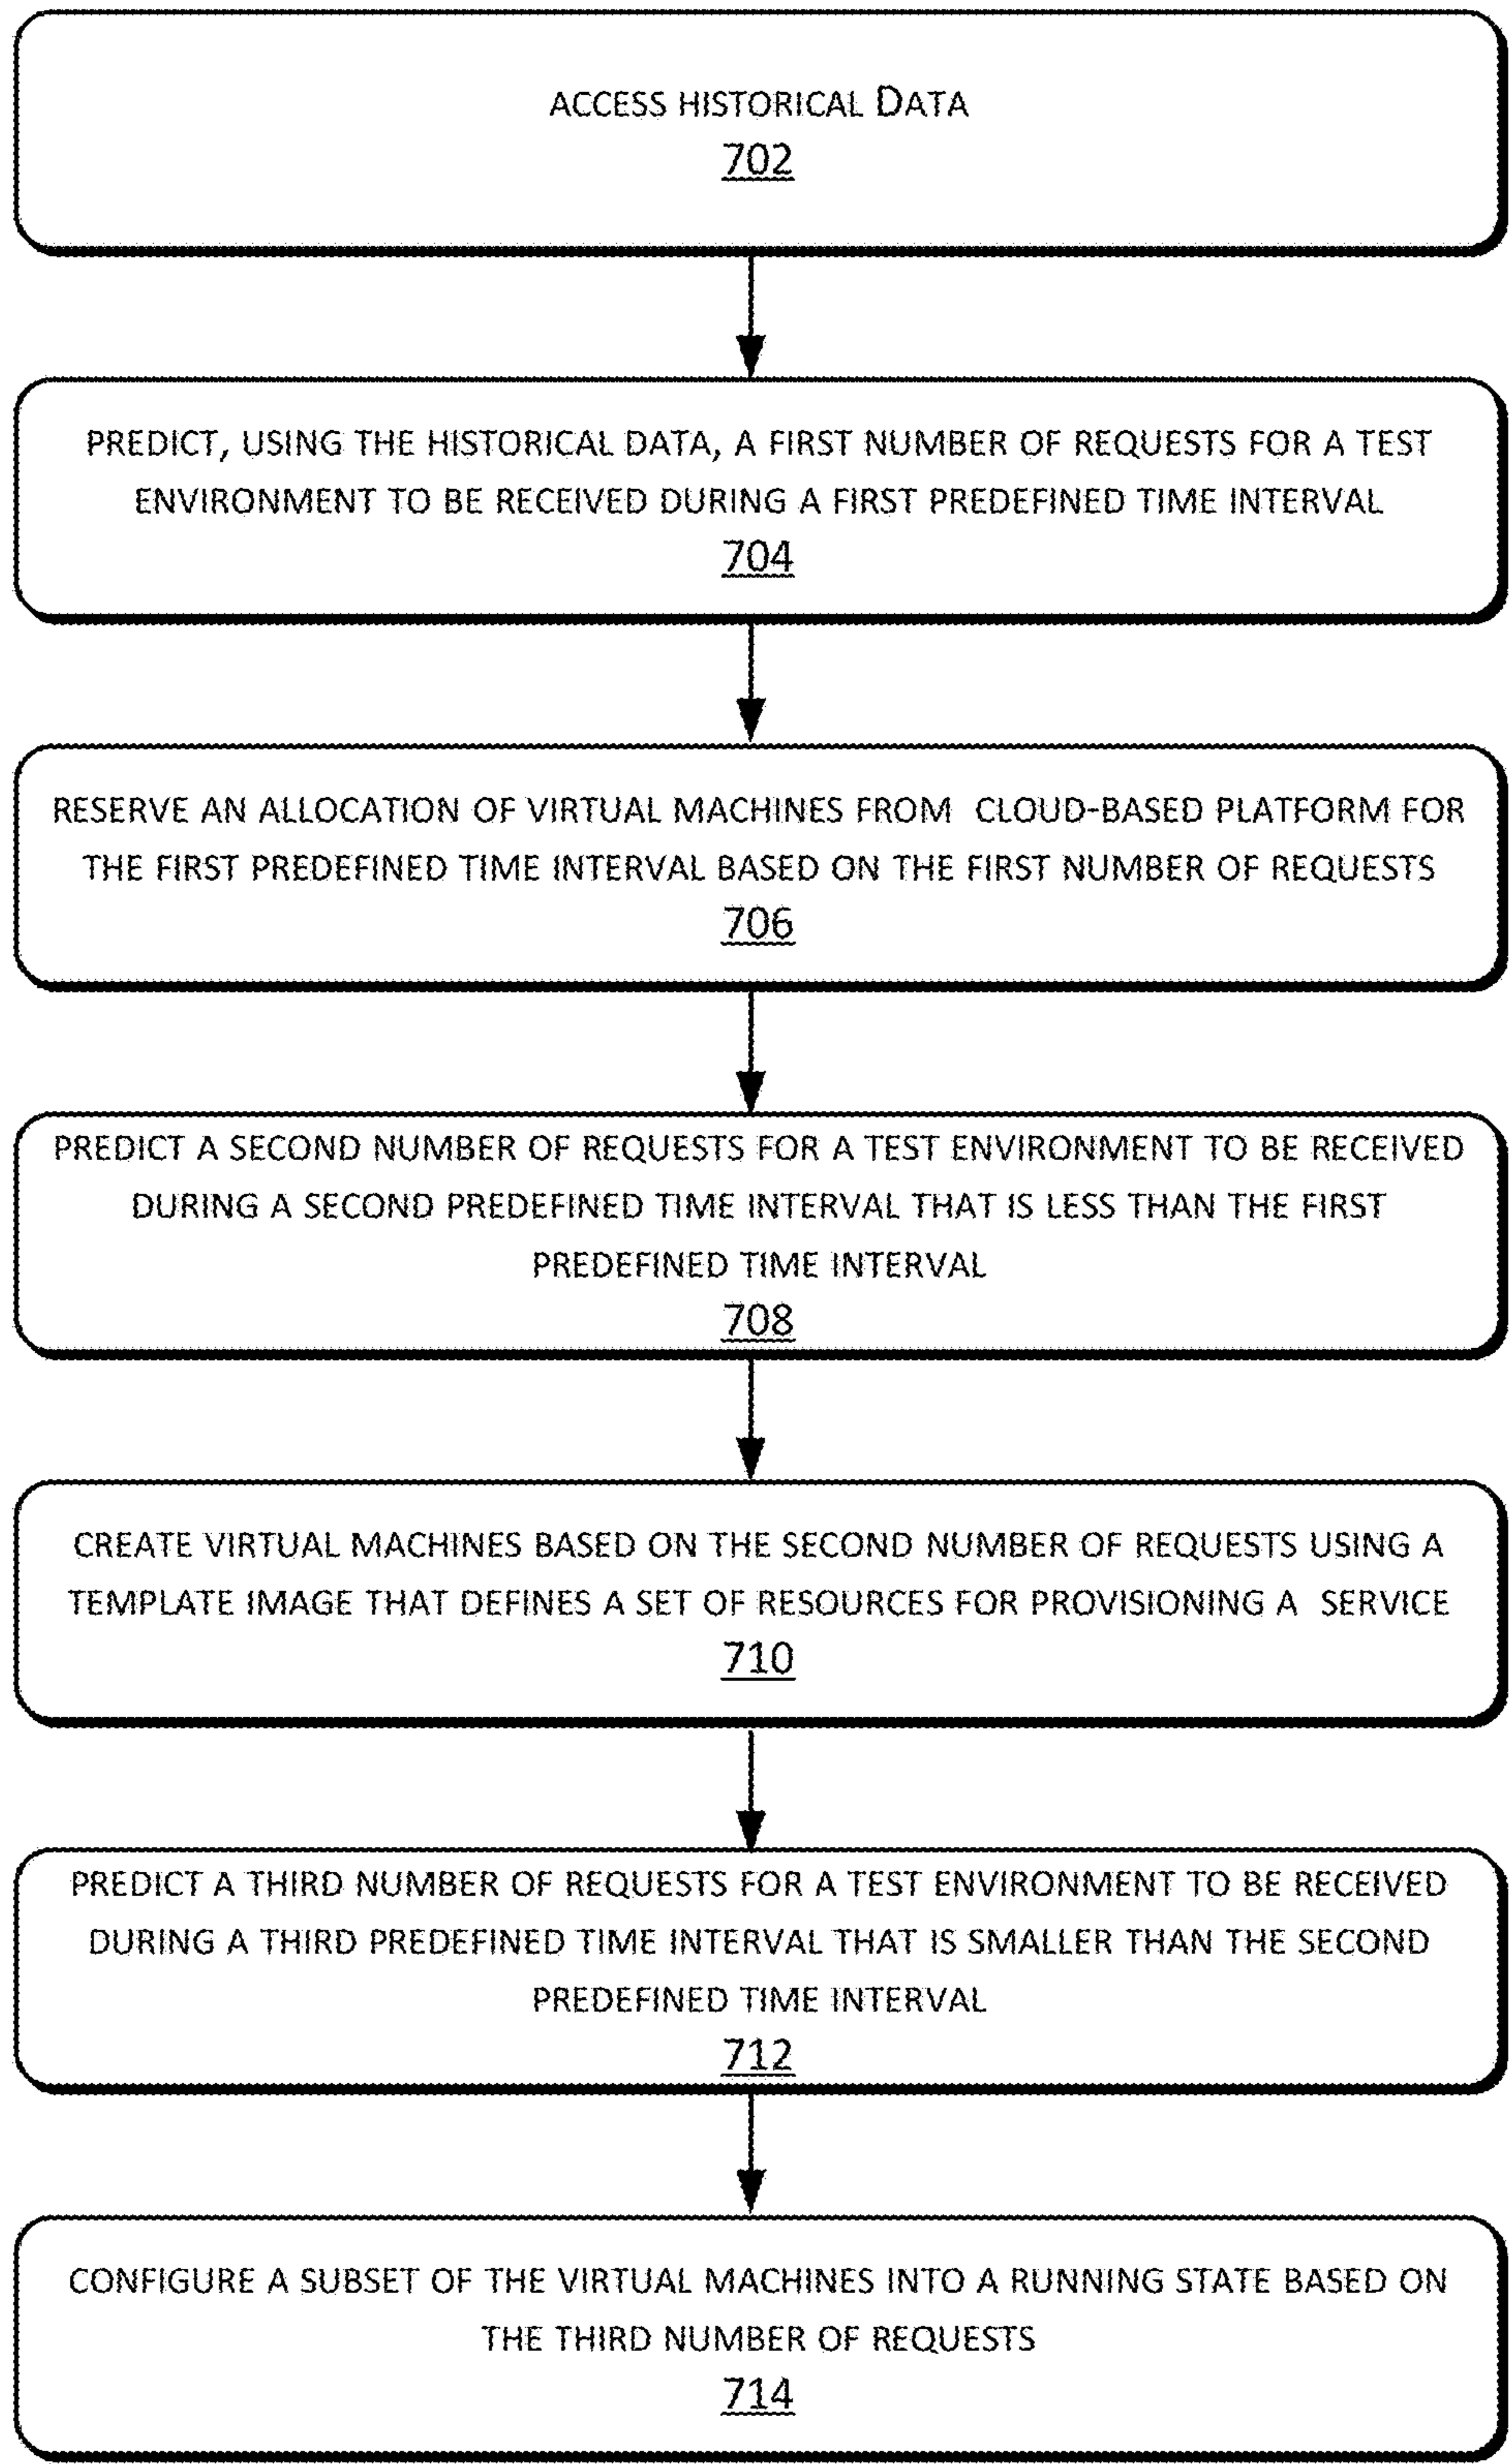 ACCESS HISTORICAL DATA
702
PREDICT, USING THE HISTORICAL DATA, A FIRST NUMBER OF REQUESTS FOR A TEST
ENVIRONMENT TO BE RECEIVED DURING A FIRST PREDEFINED TIME INTERVAL
704
RESERVE AN ALLOCATION OF VIRTUAL MACHINES FROM CLOUD-BASED PLATFORM FOR
THE FIRST PREDEFINED TIME INTERVAL BASED ON THE FIRST NUMBER OF REQUESTS
706
PREDICT A SECOND NUMBER OF REQUESTS FOR A TEST ENVIRONMENT TO BE RECEIVED
DURING A SECOND PREDEFINED TIME INTERVAL THAT IS LESS THAN THE FIRST
PREDEFINED TIME INTERVAL
708
CREATE VIRTUAL MACHINES BASED ON THE SECOND NUMBER OF REQUESTS USING A
TEMPLATE IMAGE THAT DEFINES A SET OF RESOURCES FOR PROVISIONING A SERVICE
710
PREDICT A THIRD NUMBER OF REQUESTS FOR A TEST ENVIRONMENT TO BE RECEIVED
DURING A THIRD PREDEFINED TIME INTERVAL THAT IS SMALLER THAN THE SECOND
PREDEFINED TIME INTERVAL
712
CONFIGURE A SUBSET OF THE VIRTUAL MACHINES INTO A RUNNING STATE BASED ON
THE THIRD NUMBER OF REQUESTS
714